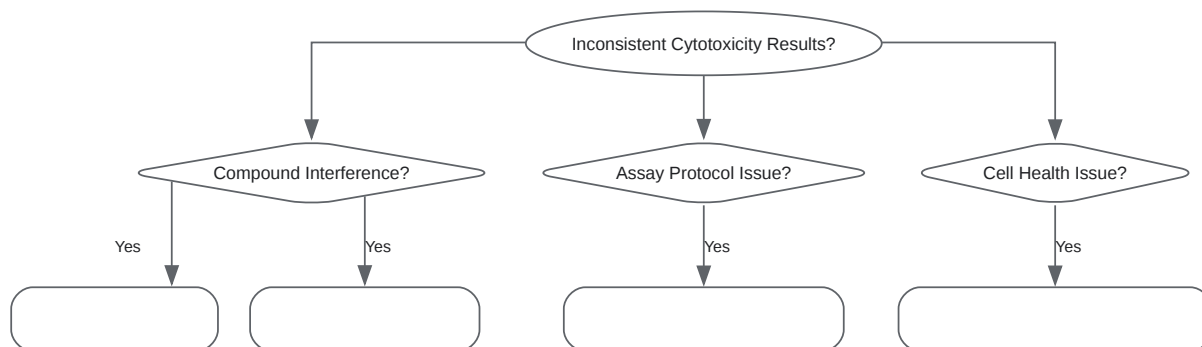 Inconsistent Cytotoxicity Results?
Compound Interference?
Assay Protocol Issue?
Cell Health Issue?
Yes
Yes
Yes
Yes